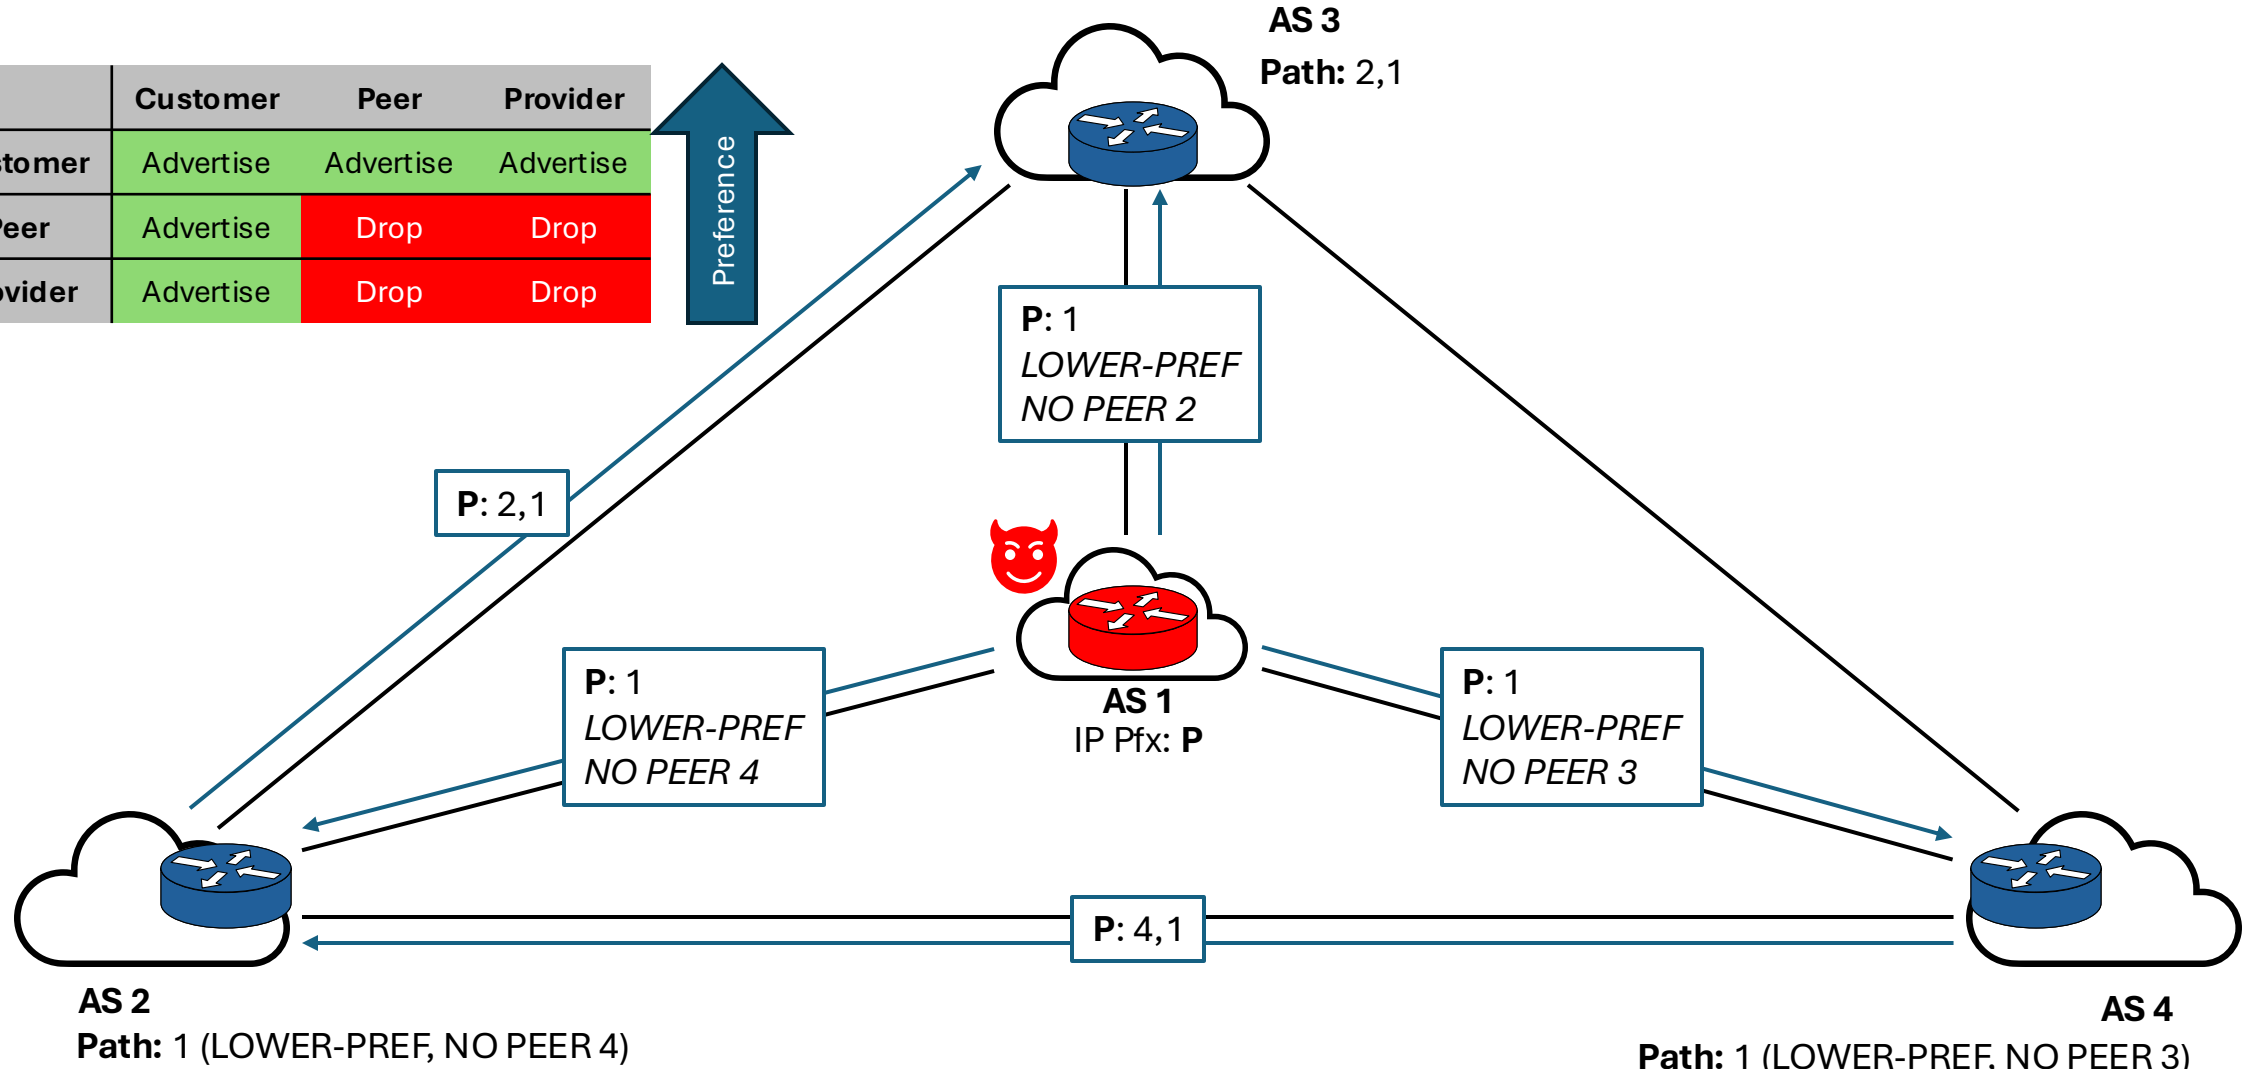 AS 3
Path: 2,1
Customer Peer Provider
stomer Advertise Advertise Advertise
Peer Advertise Drop Drop
ovider Advertise Drop Drop
Preference
P: 1
LOWER-PREF
NO PEER 2
P: 2,1
P: 1
LOWER-PREF
NO PEER 4
AS 1
IP Pfx: P
P: 1
LOWER-PREF
NO PEER 3
P: 4,1
AS 2
Path: 1 (LOWER-PREF, NO PEER 4)
AS 4
Path: 1 (LOWER-PREF, NO PEER 3)